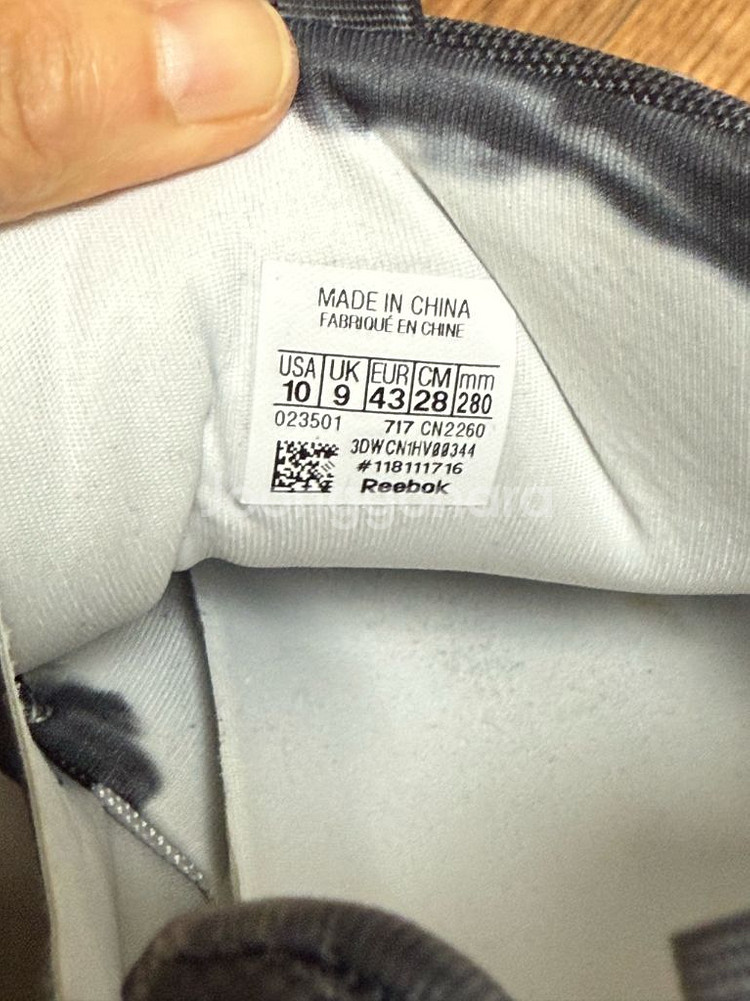 MADE IN CHINA
FABRIQUÉ EN CHINE
USA UK EUR CM mm
10 9 43 28 280
023501 717 CN2260
3DWCN1HV00344
#118111716
Reebok